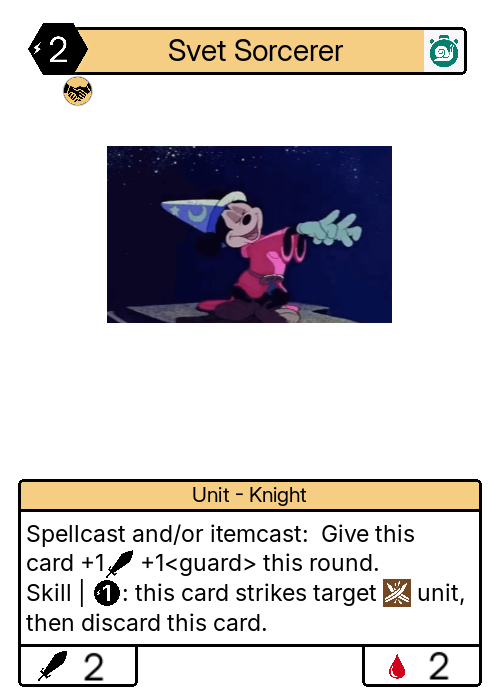 2
Svet Sorcerer
Unit - Knight
Spellcast and/or itemcast:  Give this
card +1 +1<guard> this round.
Skill | 1: this card strikes target unit,
then discard this card.
2
2